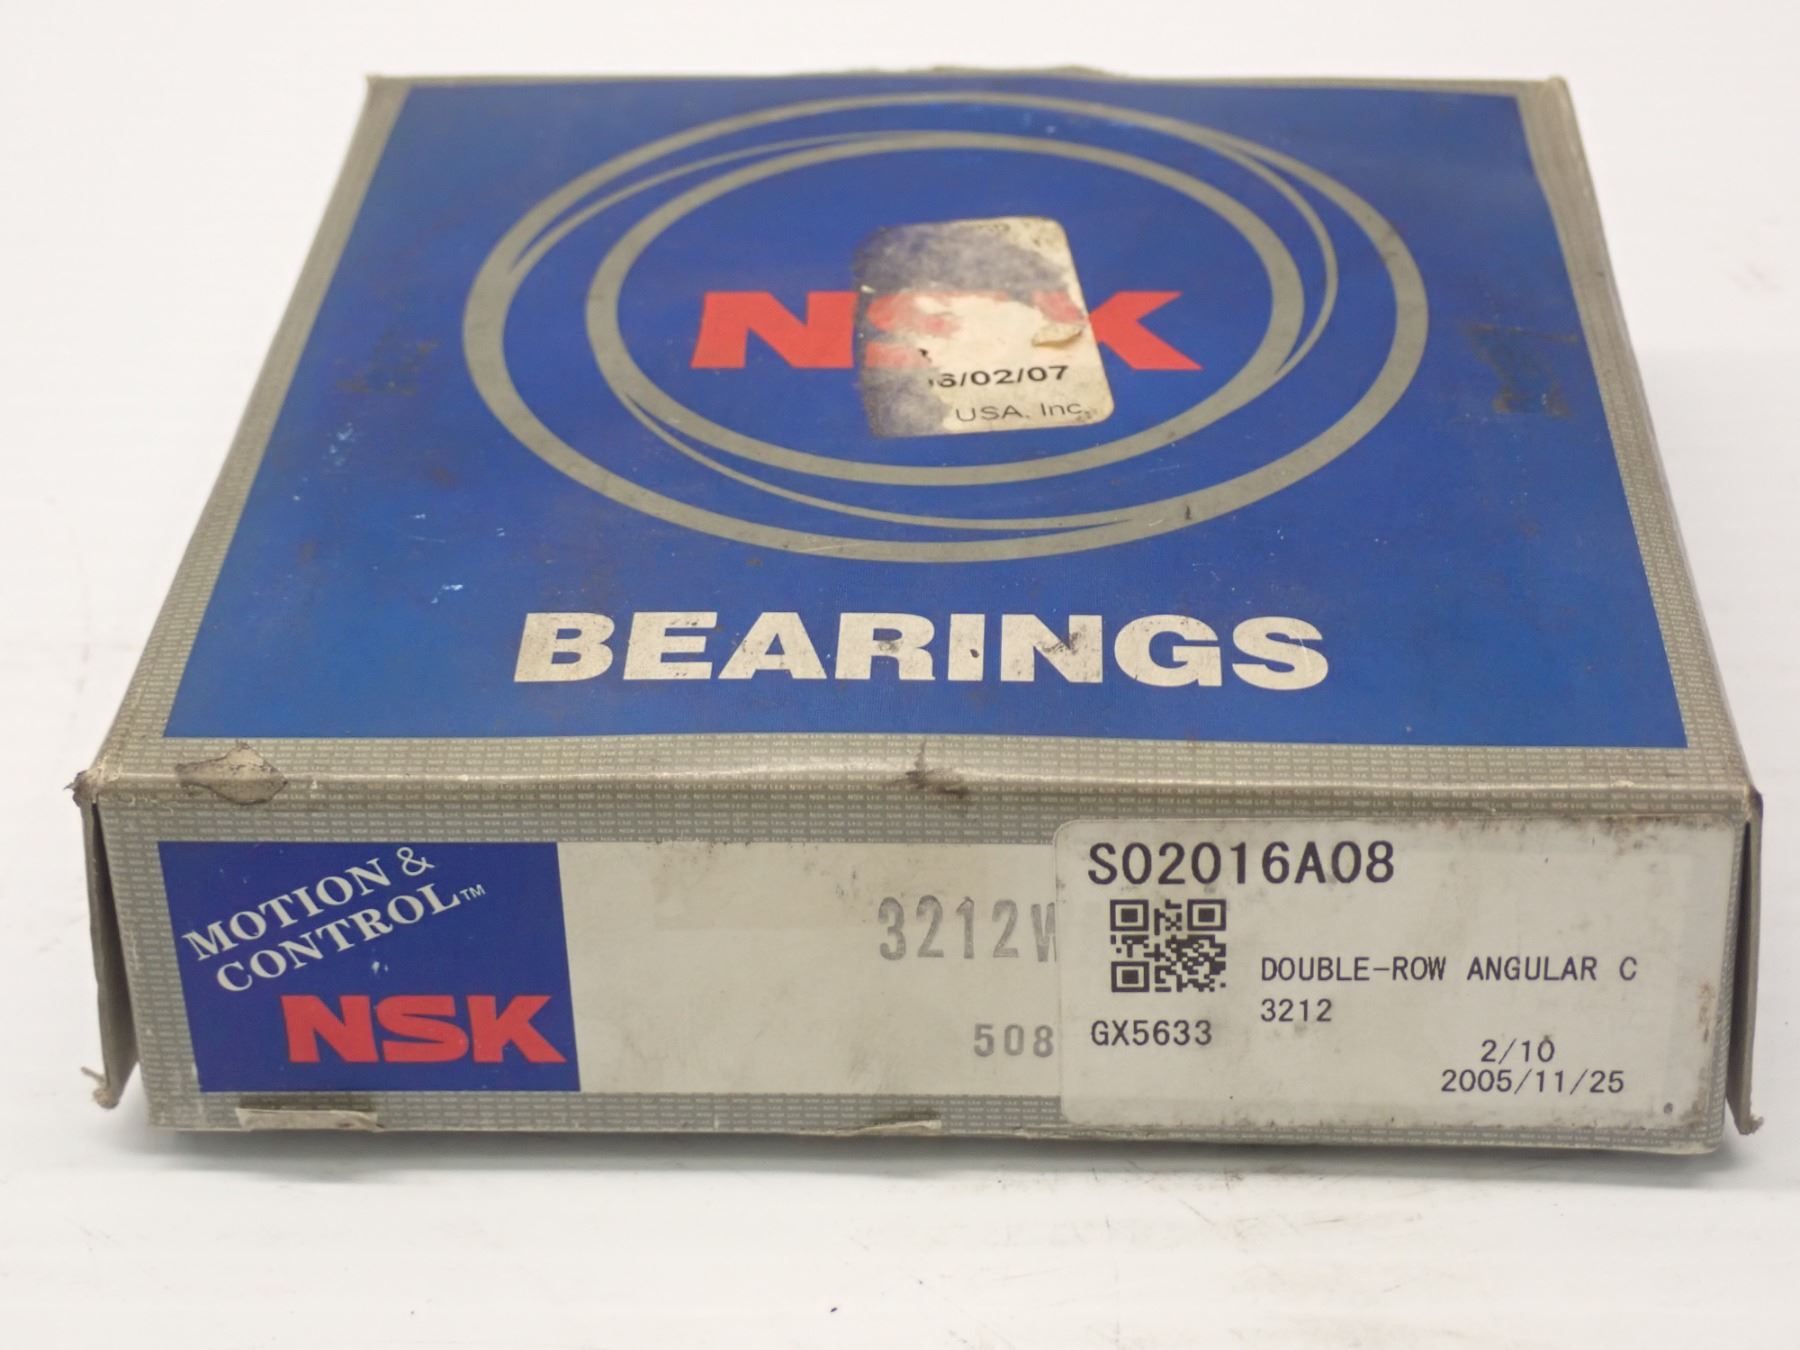 NSK
/02/07
USA, Inc.
BEARINGS
MOTION &
CONTROL™
NSK
3212W
508
S02016A08
DOUBLE-ROW ANGULAR C
3212
GX5633
2/10
2005/11/25